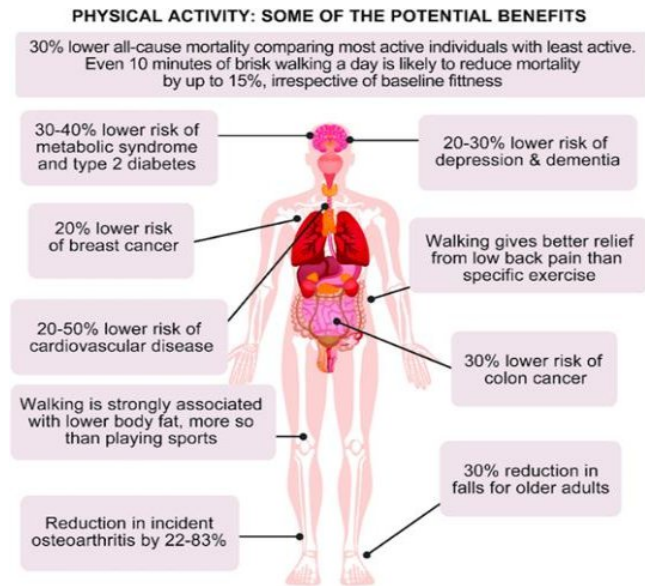 PHYSICAL ACTIVITY: SOME OF THE POTENTIAL BENEFITS
30% lower all-cause mortality comparing most active individuals with least active.
Even 10 minutes of brisk walking a day is likely to reduce mortality
by up to 15%, irrespective of baseline fittness
30-40% lower risk of
metabolic syndrome
and type 2 diabetes
20-30% lower risk of
depression & dementia
20% lower risk
of breast cancer
Walking gives better relief
from low back pain than
specific exercise
20-50% lower risk of
cardiovascular disease
30% lower risk of
colon cancer
Walking is strongly associated
with lower body fat, more so
than playing sports
30% reduction in
falls for older adults
Reduction in incident
osteoarthritis by 22-83%